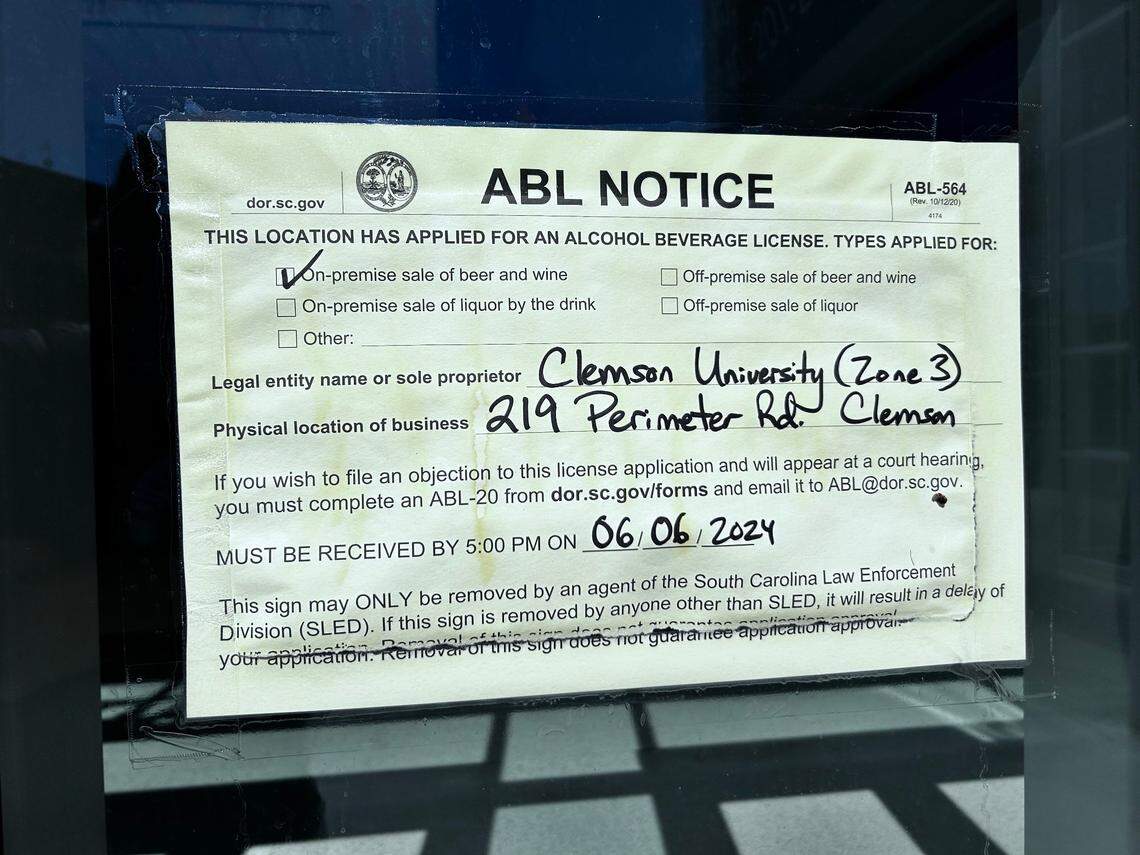 dor.sc.gov
ABL NOTICE
ABL-564
(Rev. 10/12/20)
4174
THIS LOCATION HAS APPLIED FOR AN ALCOHOL BEVERAGE LICENSE. TYPES APPLIED FOR:
On-premise sale of beer and wine
Off-premise sale of beer and wine
On-premise sale of liquor by the drink
Off-premise sale of liquor
Other:
Legal entity name or sole proprietor Clemson University (Zone 3)
Physical location of business 219 Perimeter Rd. Clemson
If you wish to file an objection to this license application and will appear at a court hearing,
you must complete an ABL-20 from dor.sc.gov/forms and email it to ABL@dor.sc.gov.
MUST BE RECEIVED BY 5:00 PM ON 06/06/2024
This sign may ONLY be removed by an agent of the South Carolina Law Enforcement
Division (SLED). If this sign is removed by anyone other than SLED, it will result in a delay of
your application. Removal of this sign does not guarantee application approval.